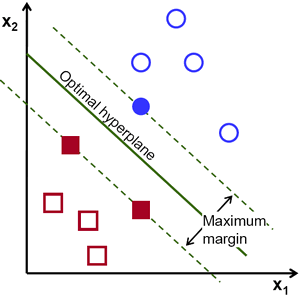 x2
Optimal hyperplane
Maximum
margin
x1